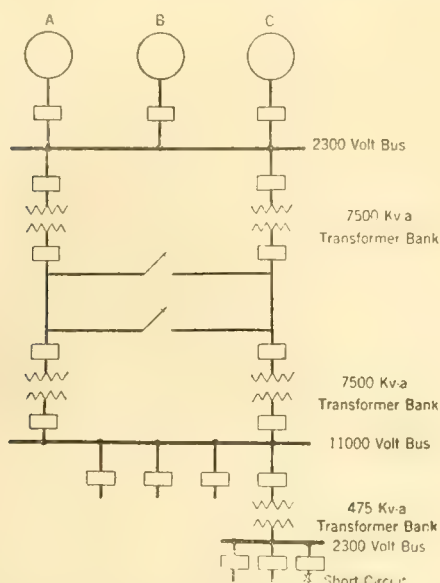 A B C
2300 Volt Bus
7500 Kv-a
Transformer Bank
7500 Kv-a
Transformer Bank
11000 Volt Bus
475 Kv-a
Transformer Bank
2300 Volt Bus
Short Circuit